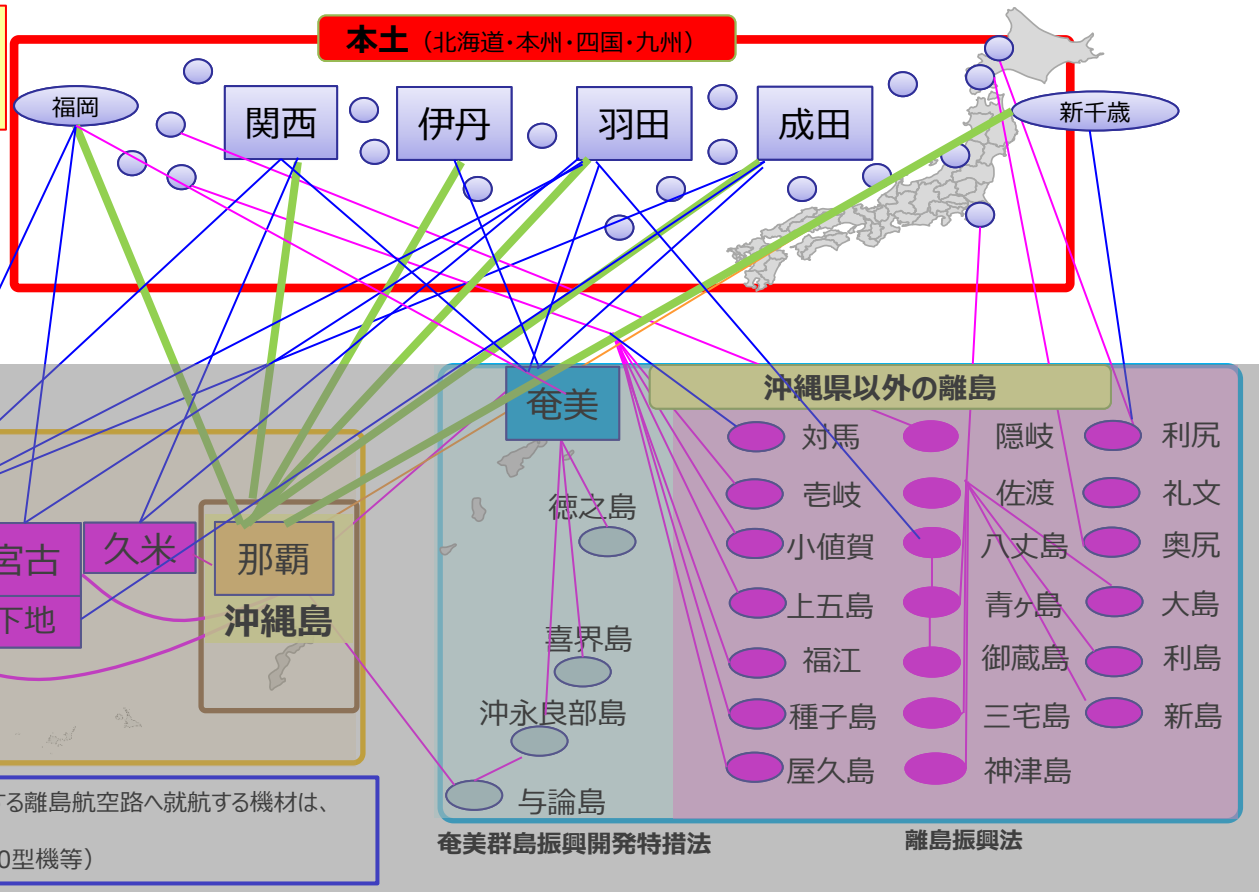 本土（北海道・本州・四国・九州）
福岡
関西
伊丹
羽田
成田
新千歳
沖縄県以外の離島
奄美
対馬
隠岐
利尻
壱岐
佐渡
礼文
徳之島
小値賀
八丈島
奥尻
宮古
久米
那覇
下地
沖縄島
上五島
青ヶ島
大島
喜界島
福江
御蔵島
利島
沖永良部島
種子島
三宅島
新島
屋久島
神津島
与論島
する離島航空路へ就航する機材は、
0型機等）
奄美群島振興開発特措法
離島振興法